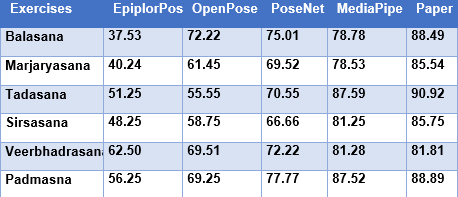 Exercises EpiplorPos OpenPose PoseNet MediaPipe Paper
Balasana 37.53 72.22 75.01 78.78 88.49
Marjaryasana 40.24 61.45 69.52 78.53 85.54
Tadasana 51.25 55.55 70.55 87.59 90.92
Sirsasana 48.25 58.75 66.66 81.25 85.75
Veerbhadrasana 62.50 69.51 72.22 81.28 81.81
Padmasna 56.25 69.25 77.77 87.52 88.89